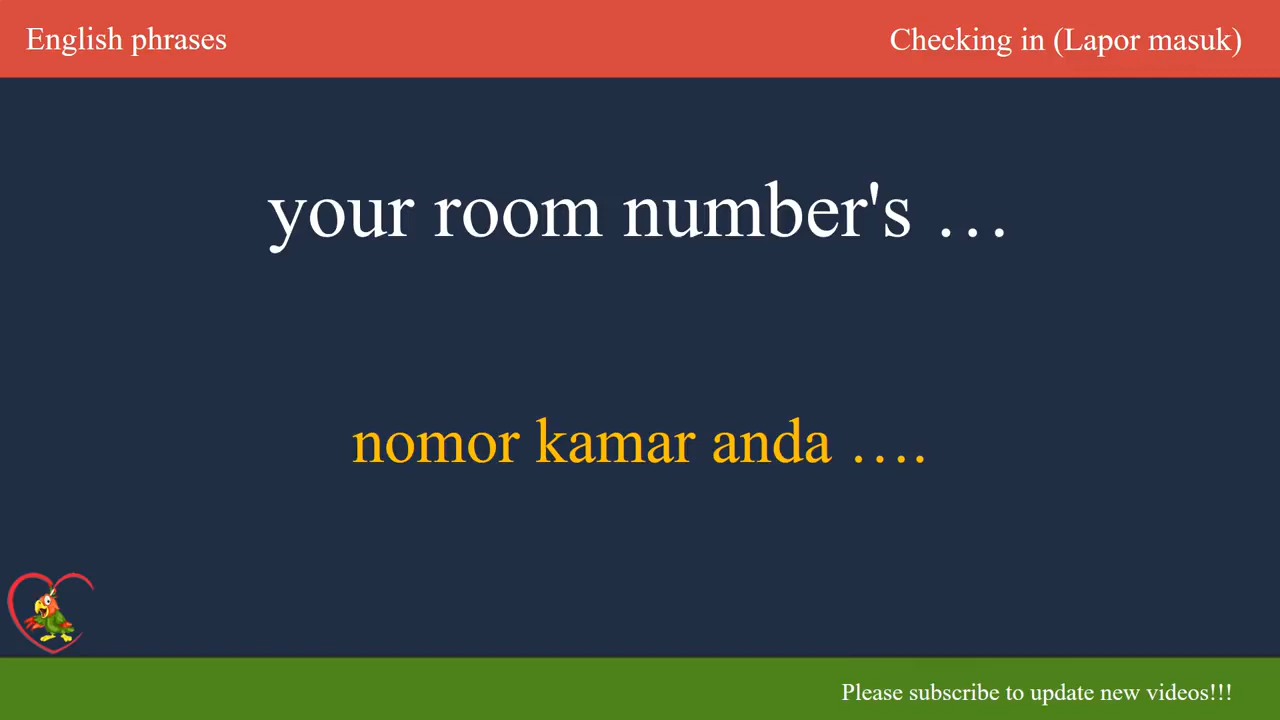 English phrases
Checking in (Lapor masuk)
your room number's …
nomor kamar anda ….
Please subscribe to update new videos!!!